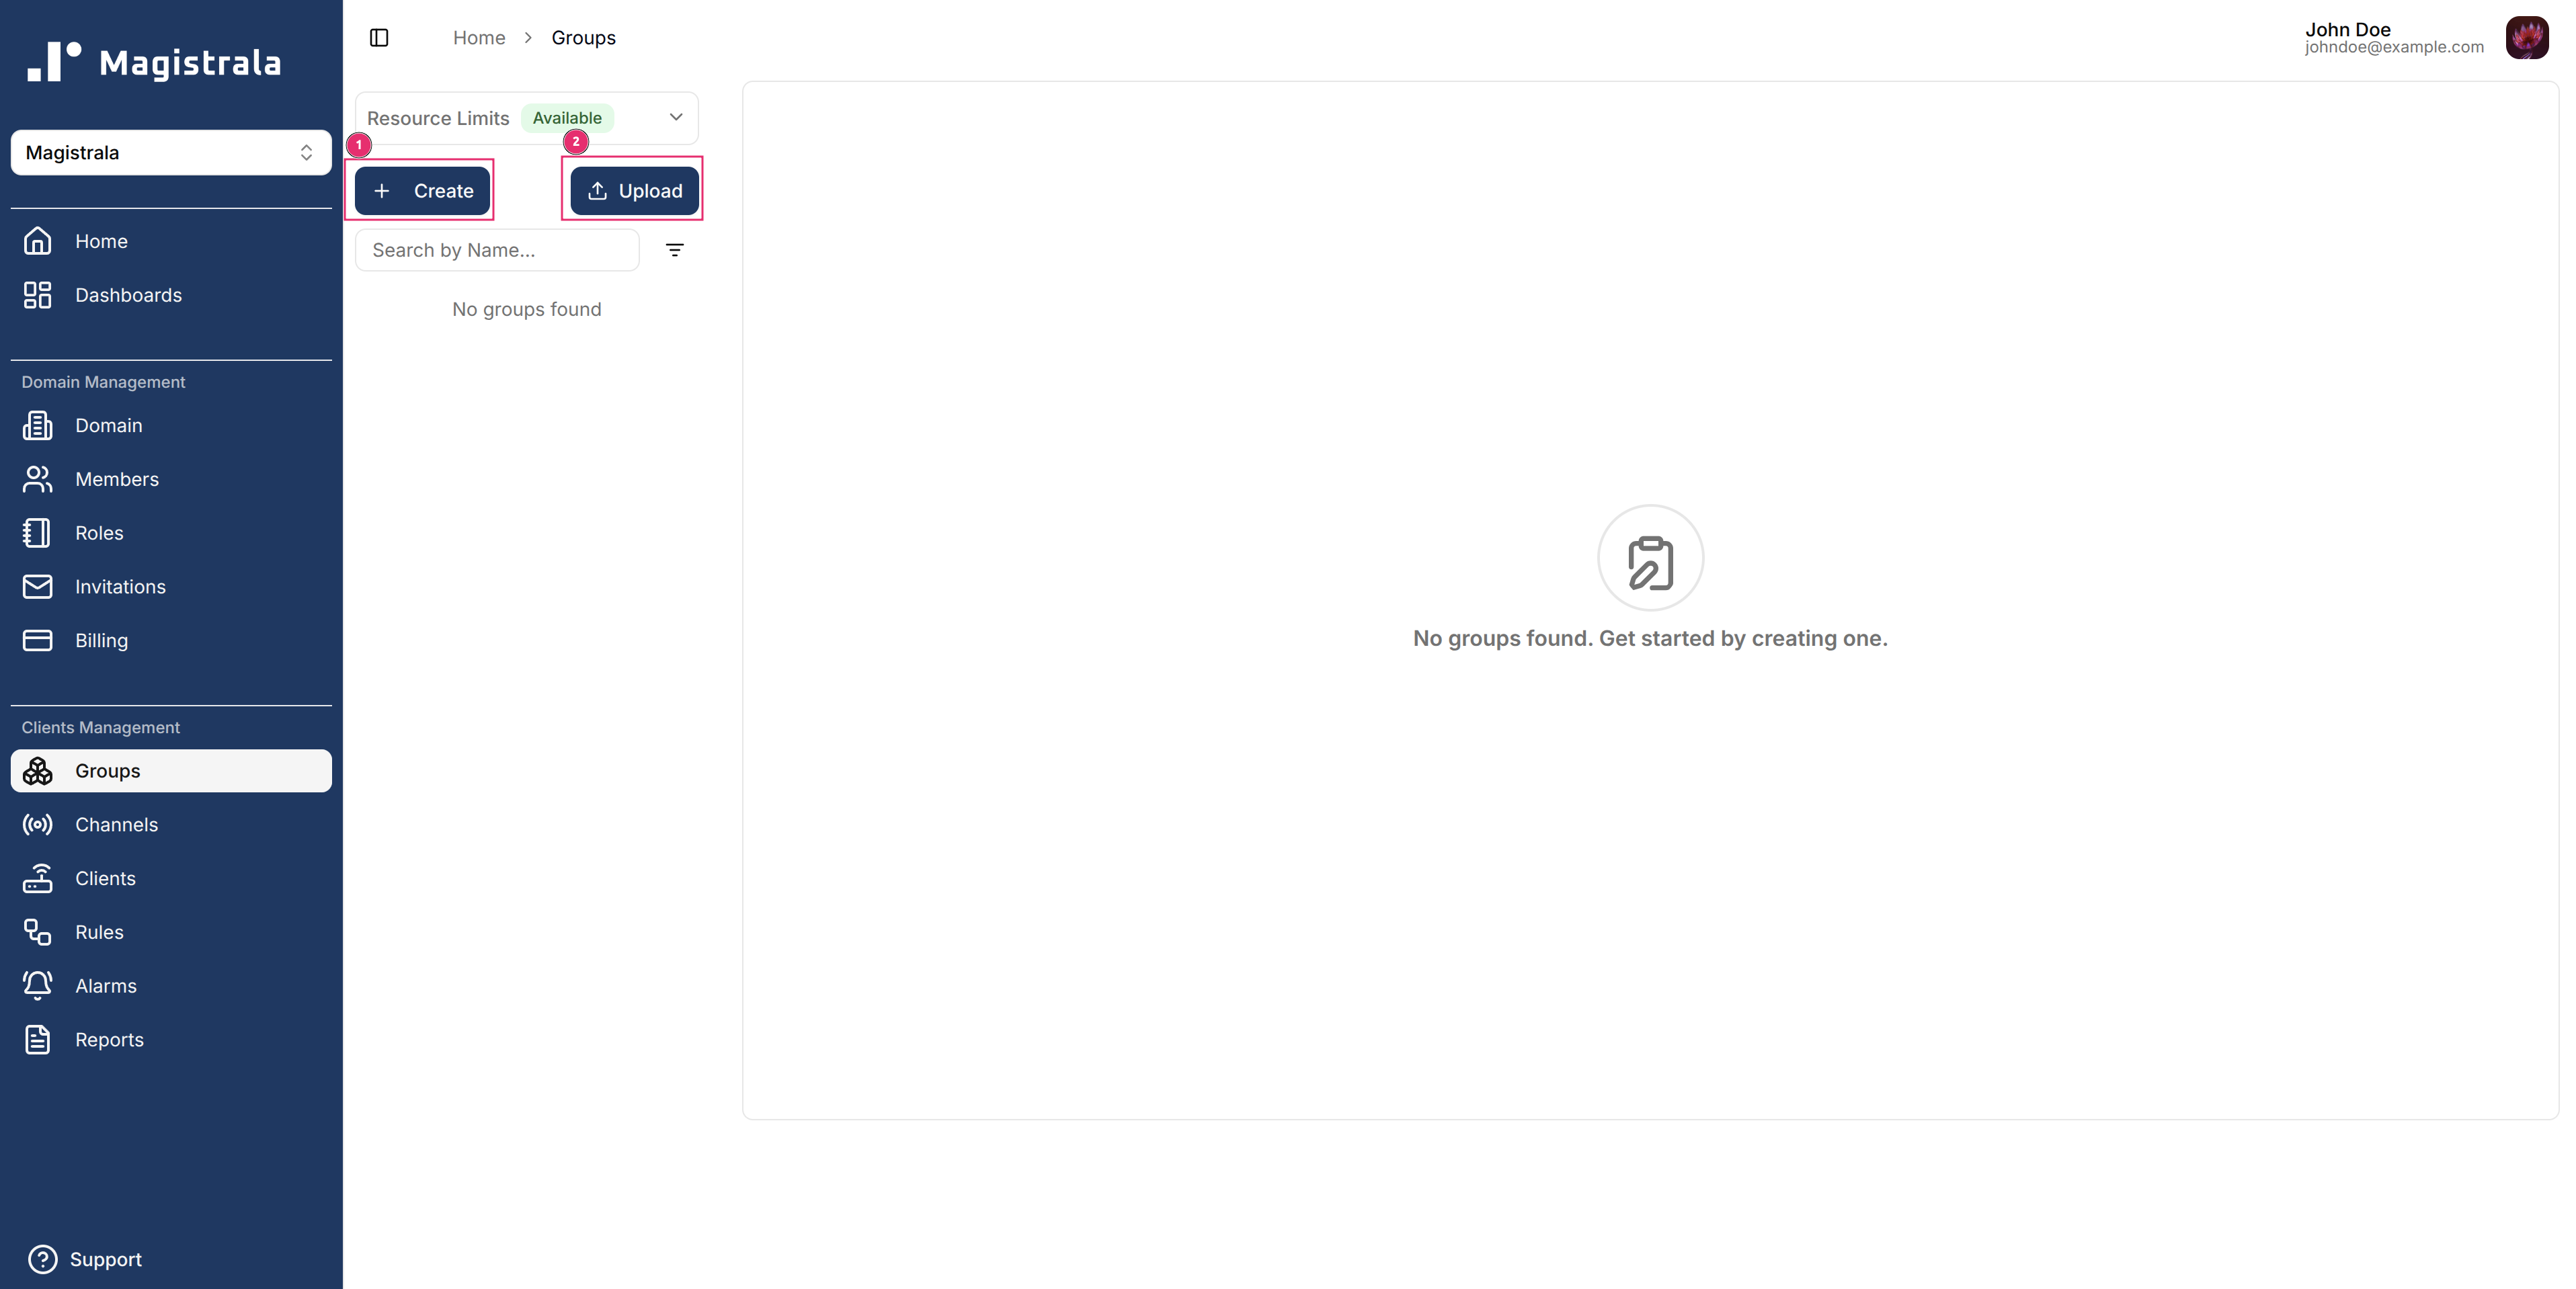 Magistrala
Magistrala
Home
Dashboards
Domain Management
Domain
Members
Roles
Invitations
Billing
Clients Management
Groups
Channels
Clients
Rules
Alarms
Reports
Support
Home > Groups
John Doe
johndoe@example.com
Resource Limits Available
1 2
Create Upload
Search by Name...
No groups found
No groups found. Get started by creating one.